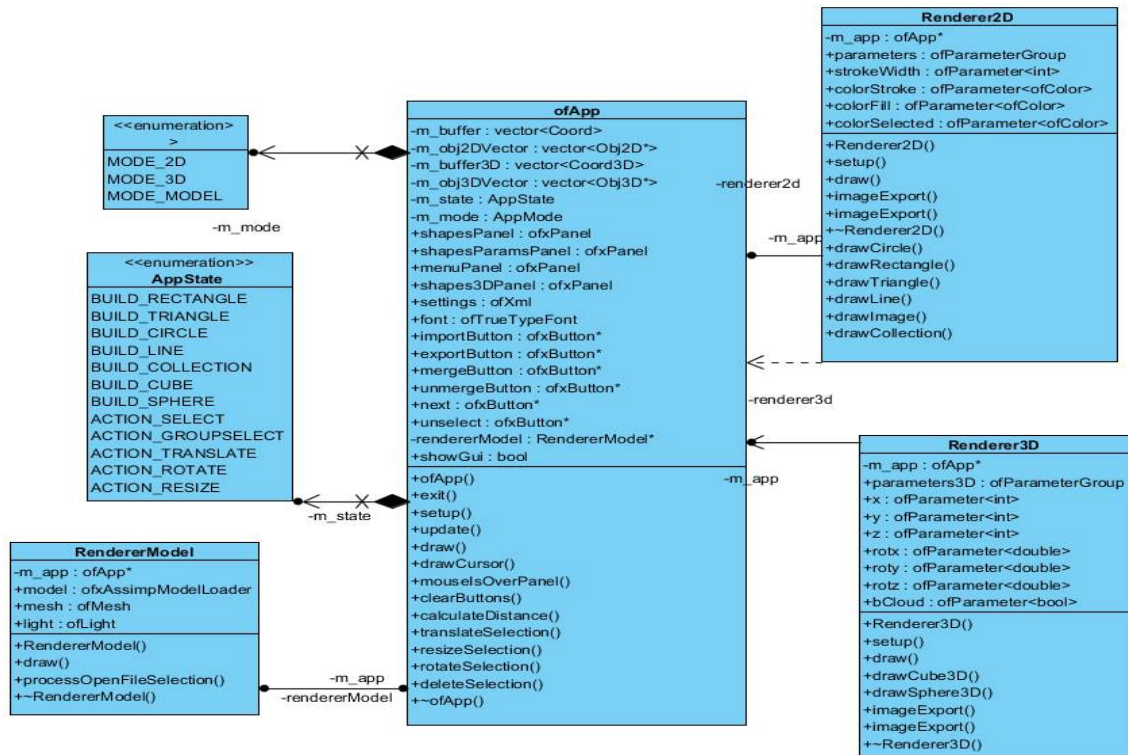 <<enumeration>
>
MODE_2D
MODE_3D
MODE_MODEL
-m_mode
<<enumeration>>
AppState
BUILD_RECTANGLE
BUILD_TRIANGLE
BUILD_CIRCLE
BUILD_LINE
BUILD_COLLECTION
BUILD_CUBE
BUILD_SPHERE
ACTION_SELECT
ACTION_GROUPSELECT
ACTION_TRANSLATE
ACTION_ROTATE
ACTION_RESIZE
-m_state
RendererModel
-m_app : ofApp*
+model : ofxAssimpModelLoader
+mesh : ofMesh
+light : ofLight
+RendererModel()
+draw()
+processOpenFileSelection()
+~RendererModel()
-m_app
-rendererModel
ofApp
-m_buffer : vector<Coord>
-m_obj2DVector : vector<Obj2D*>
-m_buffer3D : vector<Coord3D>
-m_obj3DVector : vector<Obj3D*>
-m_state : AppState
-m_mode : AppMode
+shapesPanel : ofxPanel
+shapesParamsPanel : ofxPanel
+menuPanel : ofxPanel
+shapes3DPanel : ofxPanel
+settings : ofXml
+font : ofTrueTypeFont
+importButton : ofxButton*
+exportButton : ofxButton*
+mergeButton : ofxButton*
+unmergeButton : ofxButton*
+next : ofxButton*
+unselect : ofxButton*
-rendererModel : RendererModel*
+showGui : bool
+ofApp()
+exit()
+setup()
+update()
+draw()
+drawCursor()
+mouseIsOverPanel()
+clearButtons()
+calculateDistance()
+translateSelection()
+resizeSelection()
+rotateSelection()
+deleteSelection()
+~ofApp()
-renderer2d
-m_app
-renderer3d
-m_app
Renderer2D
-m_app : ofApp*
+parameters : ofParameterGroup
+strokeWidth : ofParameter<int>
+colorStroke : ofParameter<ofColor>
+colorFill : ofParameter<ofColor>
+colorSelected : ofParameter<ofColor>
+Renderer2D()
+setup()
+draw()
+imageExport()
+imageExport()
+~Renderer2D()
+drawCircle()
+drawRectangle()
+drawTriangle()
+drawLine()
+drawImage()
+drawCollection()
Renderer3D
-m_app : ofApp*
+parameters3D : ofParameterGroup
+x : ofParameter<int>
+y : ofParameter<int>
+z : ofParameter<int>
+rotx : ofParameter<double>
+roty : ofParameter<double>
+rotz : ofParameter<double>
+bCloud : ofParameter<bool>
+Renderer3D()
+setup()
+draw()
+drawCube3D()
+drawSphere3D()
+imageExport()
+imageExport()
+~Renderer3D()